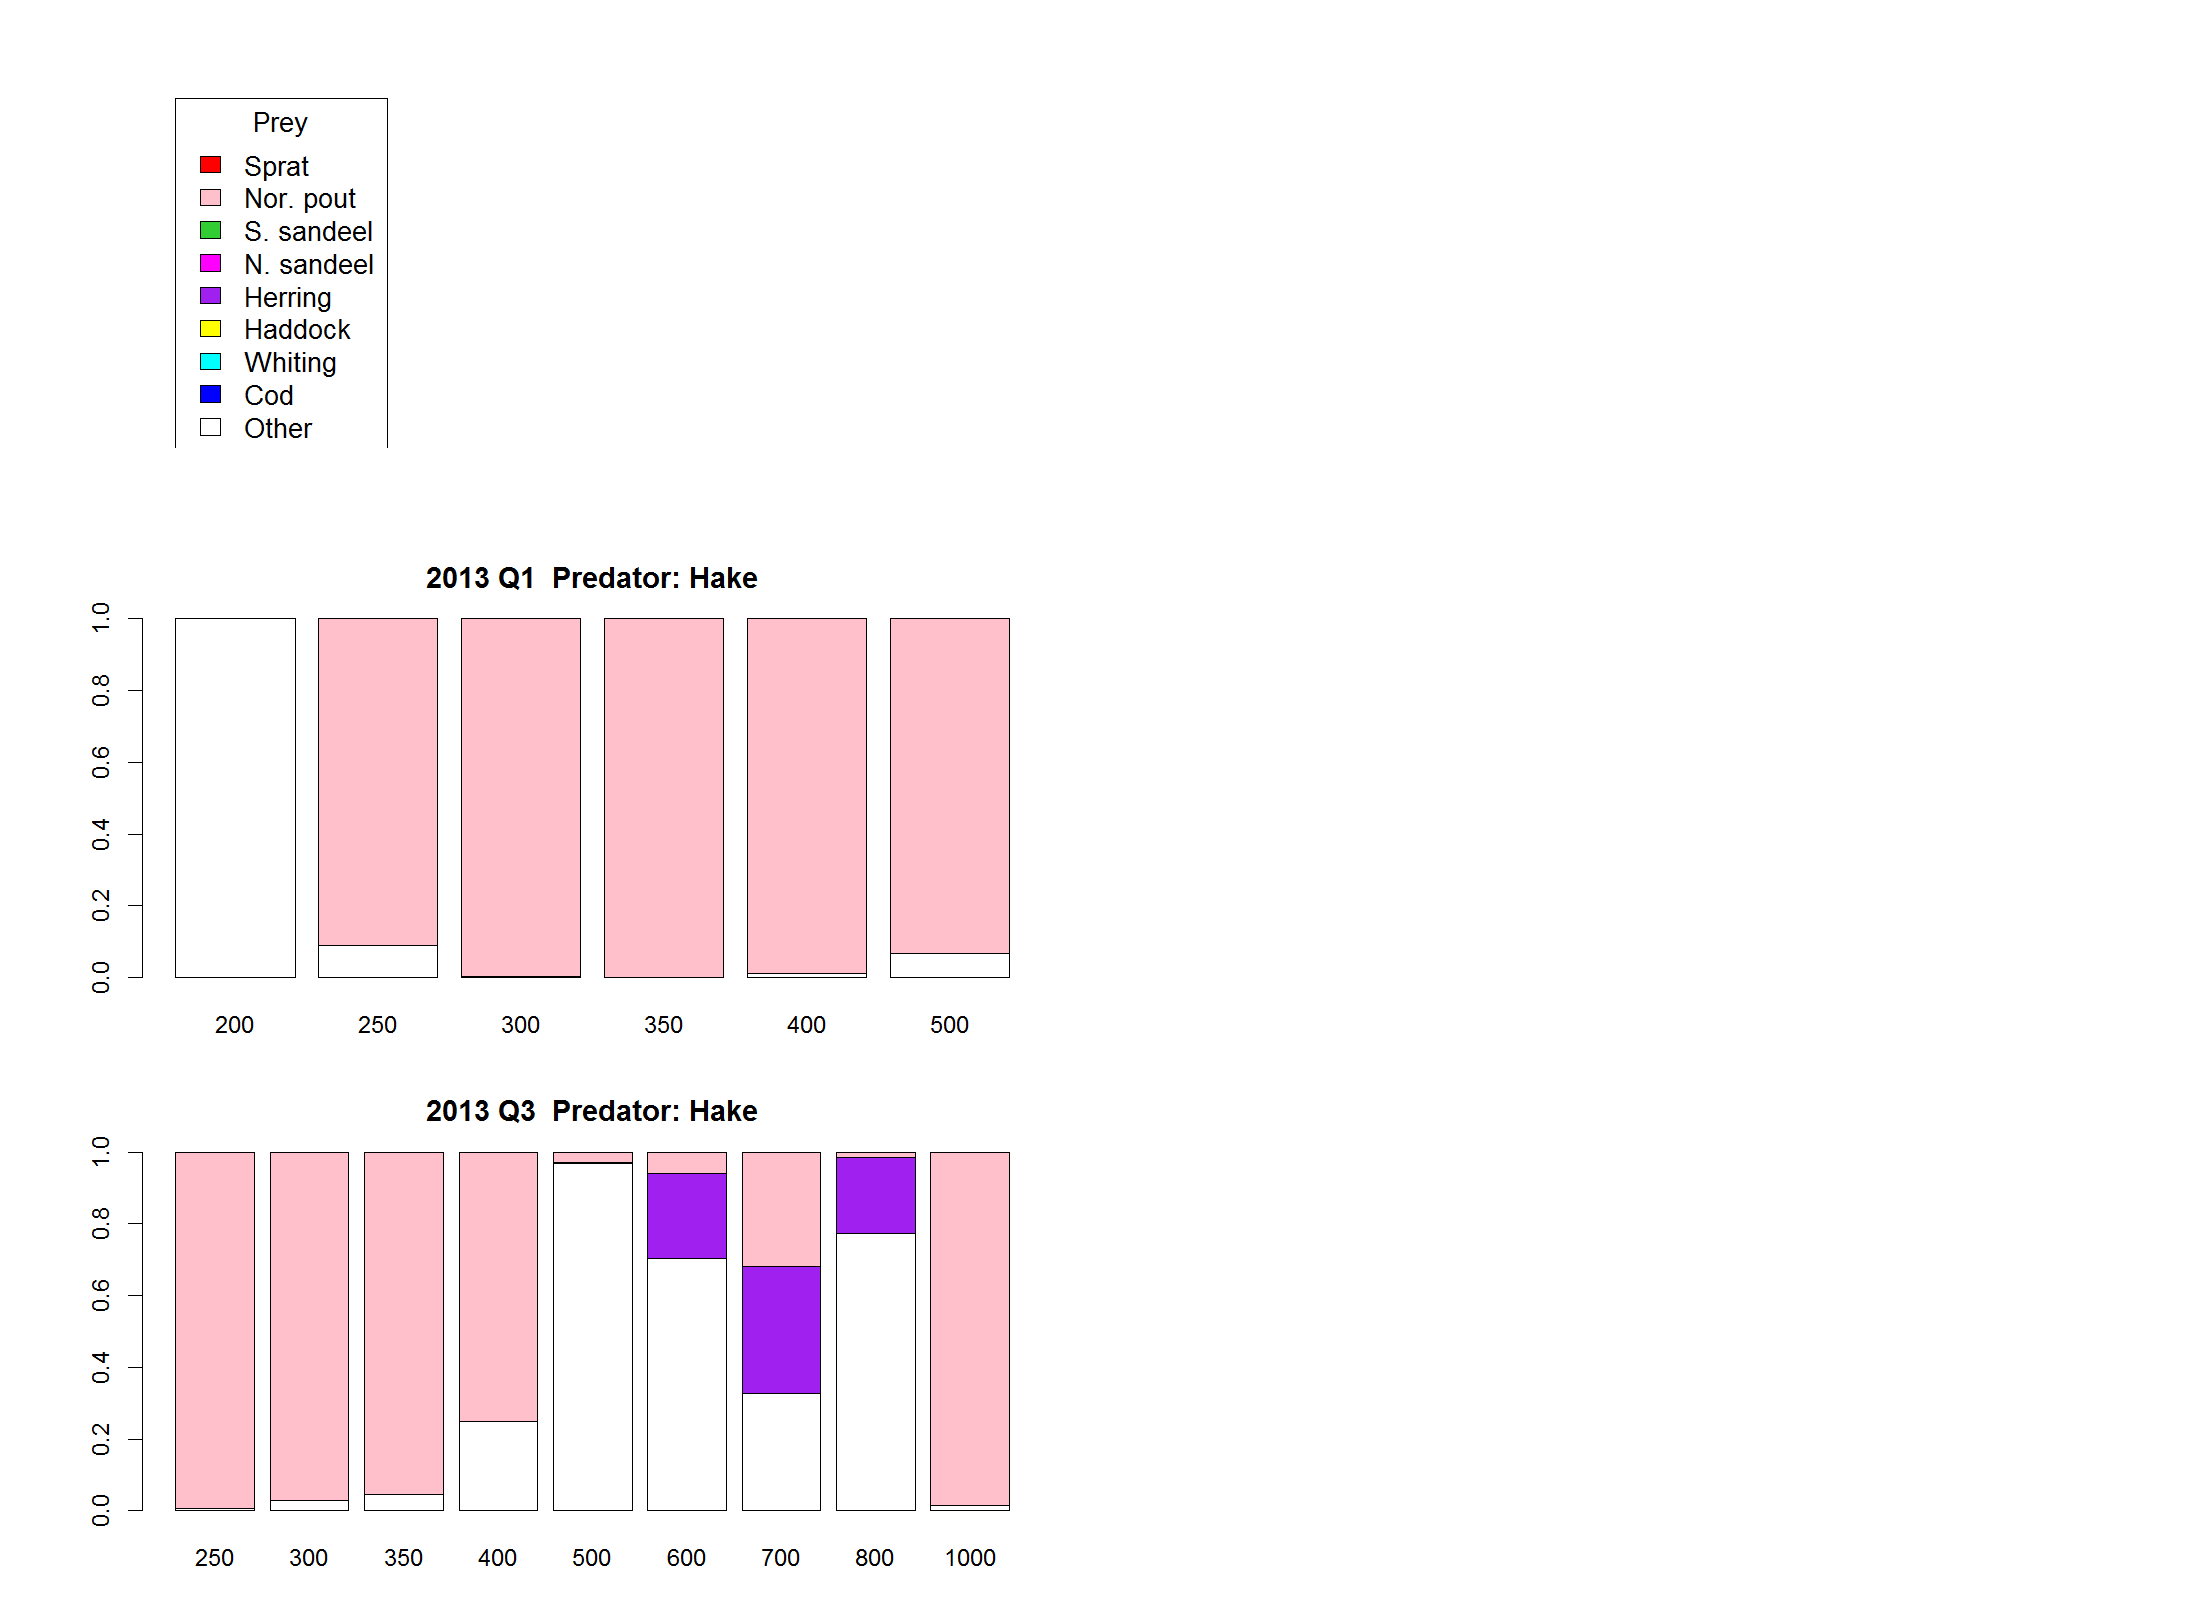 Prey
Sprat
Nor. pout
S. sandeel
N. sandeel
Herring
Haddock
Whiting
Cod
Other
2013 Q1  Predator: Hake
1.0
0.8
0.6
0.4
0.2
0.0
200 250 300 350 400 500
2013 Q3  Predator: Hake
1.0
0.8
0.6
0.4
0.2
0.0
250 300 350 400 500 600 700 800 1000